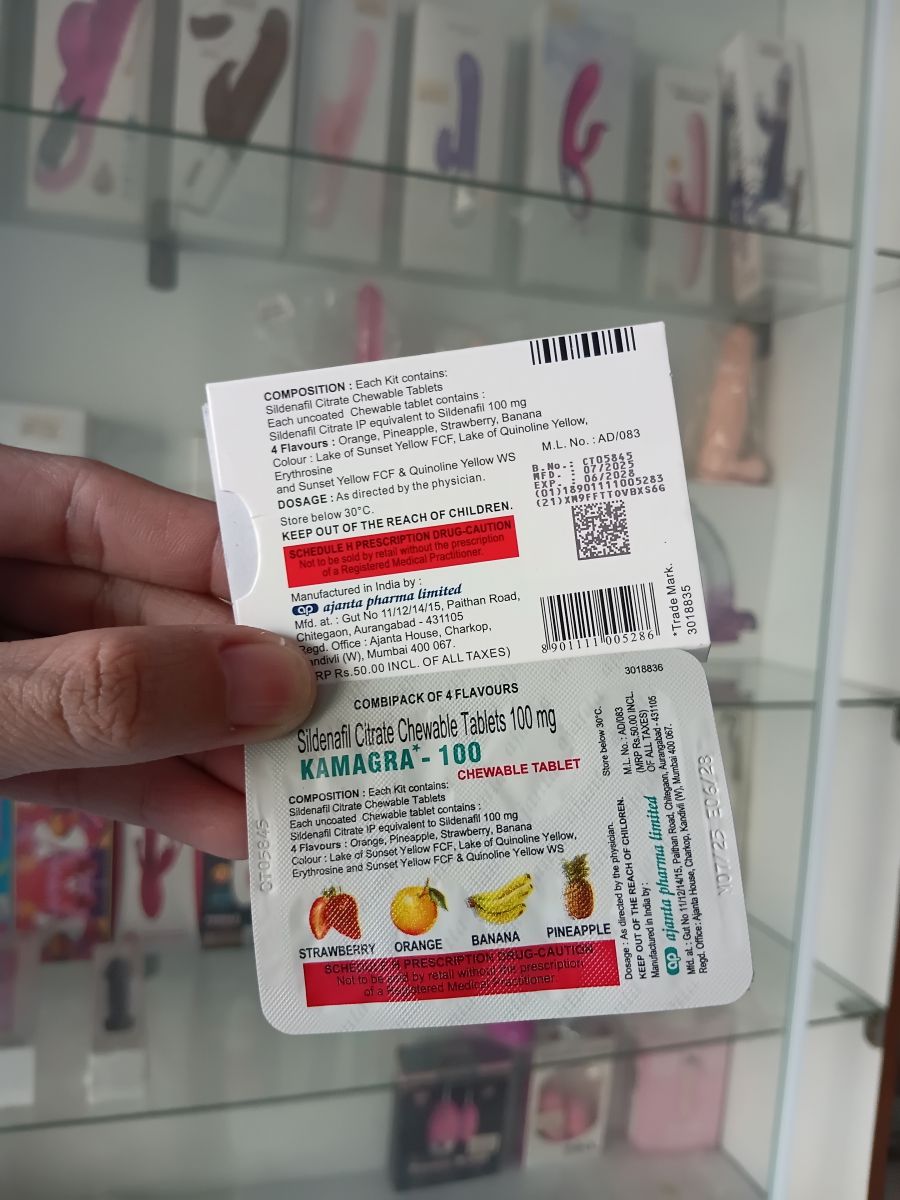 COMPOSITION : Each Kit contains:
Sildenafil Citrate Chewable Tablets
Each uncoated Chewable tablet contains :
Sildenafil Citrate IP equivalent to Sildenafil 100 mg
4 Flavours : Orange, Pineapple, Strawberry, Banana
Colour : Lake of Sunset Yellow FCF, Lake of Quinoline Yellow,
Erythrosine
and Sunset Yellow FCF & Quinoline Yellow WS
DOSAGE : As directed by the physician.
Store below 30°C.
KEEP OUT OF THE REACH OF CHILDREN.
SCHEDULE H PRESCRIPTION DRUG-CAUTION
Not to be sold by retail without the prescription
of a Registered Medical Practitioner.
Manufactured in India by :
ap ajanta pharma limited
Mfd. at. : Gut No 11/12/14/15, Paithan Road,
Chitegaon, Aurangabad - 431105
Regd. Office : Ajanta House, Charkop,
andivli (W), Mumbai 400 067.
RP Rs.50.00 INCL. OF ALL TAXES)
M.L. No. : AD/083
B.No.: CT05845
MFD. : 07/2025
EXP. : 06/2028
(01)18901111005283
(21)XM9FFTTOVBXS6G
8 901111 005286
*Trade Mark.
3018835
3018836
COMBIPACK OF 4 FLAVOURS
Sildenafil Citrate Chewable Tablets 100 mg
KAMAGRA* - 100
CHEWABLE TABLET
COMPOSITION : Each Kit contains:
Sildenafil Citrate Chewable Tablets
Each uncoated Chewable tablet contains :
Sildenafil Citrate IP equivalent to Sildenafil 100 mg
4 Flavours : Orange, Pineapple, Strawberry, Banana
Colour : Lake of Sunset Yellow FCF, Lake of Quinoline Yellow,
Erythrosine and Sunset Yellow FCF & Quinoline Yellow WS
STRAWBERRY ORANGE BANANA PINEAPPLE
SCHEDULE H PRESCRIPTION DRUG-CAUTION
Not to be sold by retail without the prescription
of a Registered Medical Practitioner.
Dosage : As directed by the physician.
Store below 30°C.
KEEP OUT OF THE REACH OF CHILDREN.
Manufactured in India by :
M.L. No. : AD/083
(MRP Rs.50.00 INCL.
OF ALL TAXES)
ap ajanta pharma limited
Mfd. at. : Gut No 11/12/14/15, Paithan Road, Chitegaon, Aurangabad - 431105
Regd. Office : Ajanta House, Charkop, Kandivli (W), Mumbai 400 067.
CT05845
E06/28